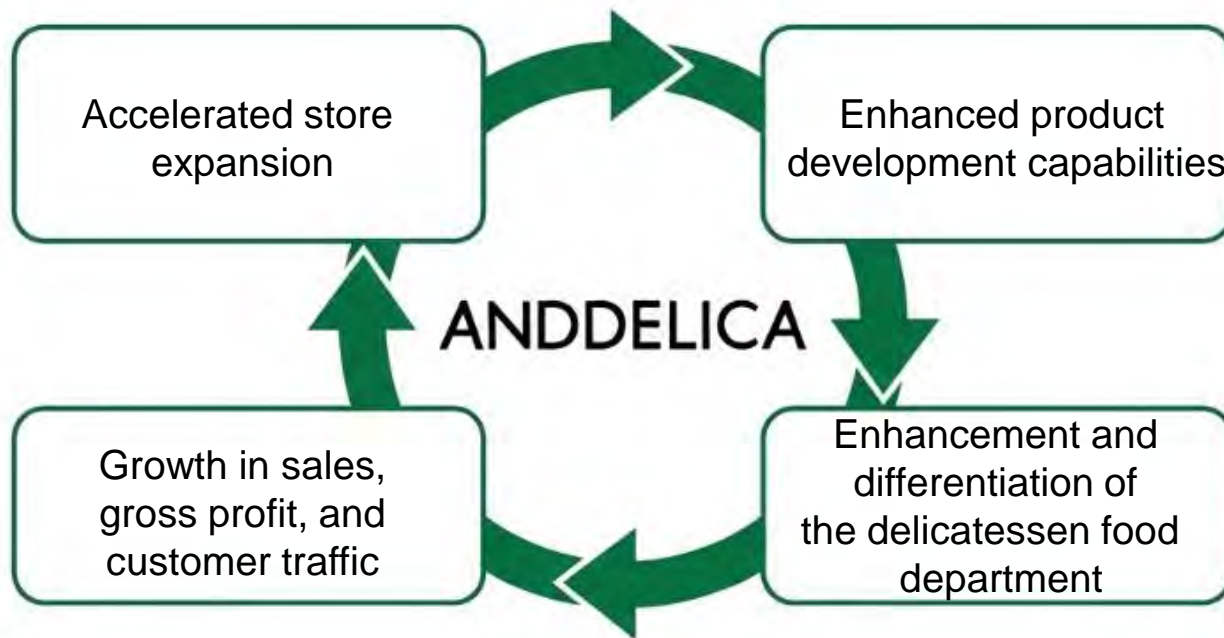 Accelerated store
expansion
Enhanced product
development capabilities
ANDDELICA
Growth in sales,
gross profit, and
customer traffic
Enhancement and
differentiation of
the delicatessen food
department